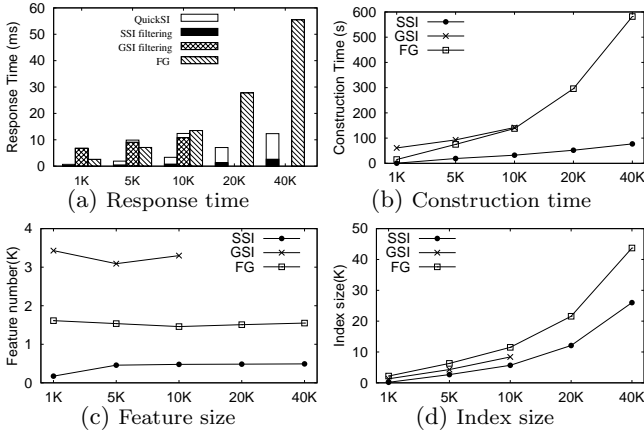 60
50
40
30
20
10
0
Response Time (ms)
QuickSI
SSI filtering
GSI filtering
FG
1K 5K 10K 20K 40K
(a) Response time
600
500
400
300
200
100
0
Construction Time (s)
SSI
GSI
FG
1K 5K 10K 20K 40K
(b) Construction time
4
3
2
1
0
Feature number(K)
SSI
GSI
FG
1K 5K 10K 20K 40K
(c) Feature size
50
40
30
20
10
0
Index size(K)
SSI
GSI
FG
1K 5K 10K 20K 40K
(d) Index size